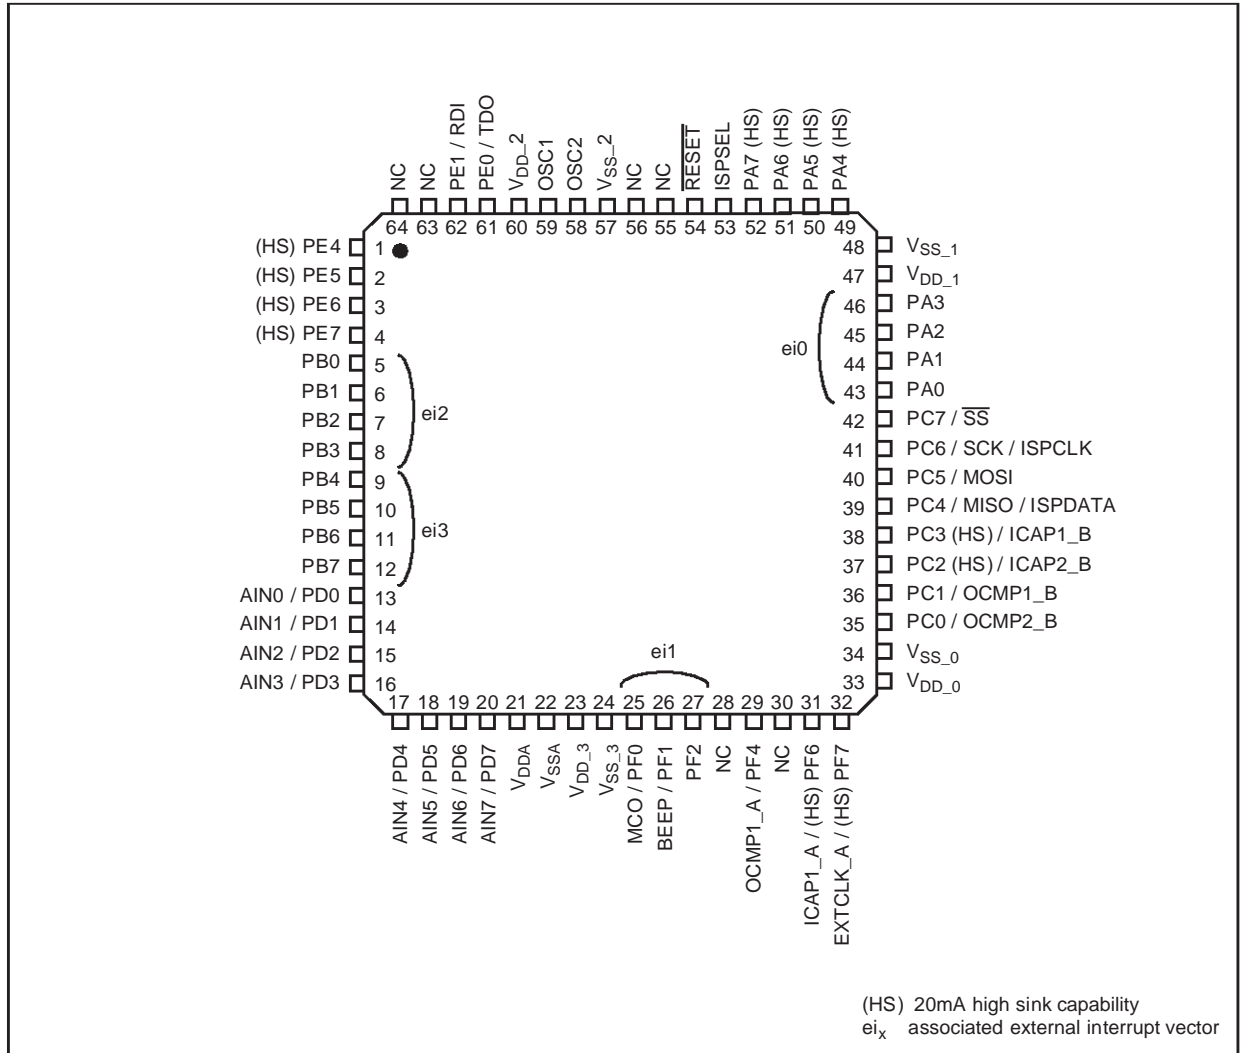 NC
NC
PE1 / RDI
PE0 / TDO
VDD_2
OSC1
OSC2
VSS_2
NC
NC
RESET
ISPSEL
PA7 (HS)
PA6 (HS)
PA5 (HS)
PA4 (HS)
64 63 62 61 60 59 58 57 56 55 54 53 52 51 50 49
(HS) PE4 1
(HS) PE5 2
(HS) PE6 3
(HS) PE7 4
PB0 5
PB1 6
PB2 7
PB3 8
ei2
PB4 9
PB5 10
PB6 11
PB7 12
ei3
AIN0 / PD0 13
AIN1 / PD1 14
AIN2 / PD2 15
AIN3 / PD3 16
48 VSS_1
47 VDD_1
46 PA3
45 PA2
ei0
44 PA1
43 PA0
42 PC7 / SS
41 PC6 / SCK / ISPCLK
40 PC5 / MOSI
39 PC4 / MISO / ISPDATA
38 PC3 (HS) / ICAP1_B
37 PC2 (HS) / ICAP2_B
36 PC1 / OCMP1_B
35 PC0 / OCMP2_B
34 VSS_0
33 VDD_0
ei1
17 18 19 20 21 22 23 24 25 26 27 28 29 30 31 32
AIN4 / PD4
AIN5 / PD5
AIN6 / PD6
AIN7 / PD7
VDDA
VSSA
VDD_3
VSS_3
MCO / PF0
BEEP / PF1
PF2
NC
OCMP1_A / PF4
NC
ICAP1_A / (HS) PF6
EXTCLK_A / (HS) PF7
(HS) 20mA high sink capability
eix associated external interrupt vector